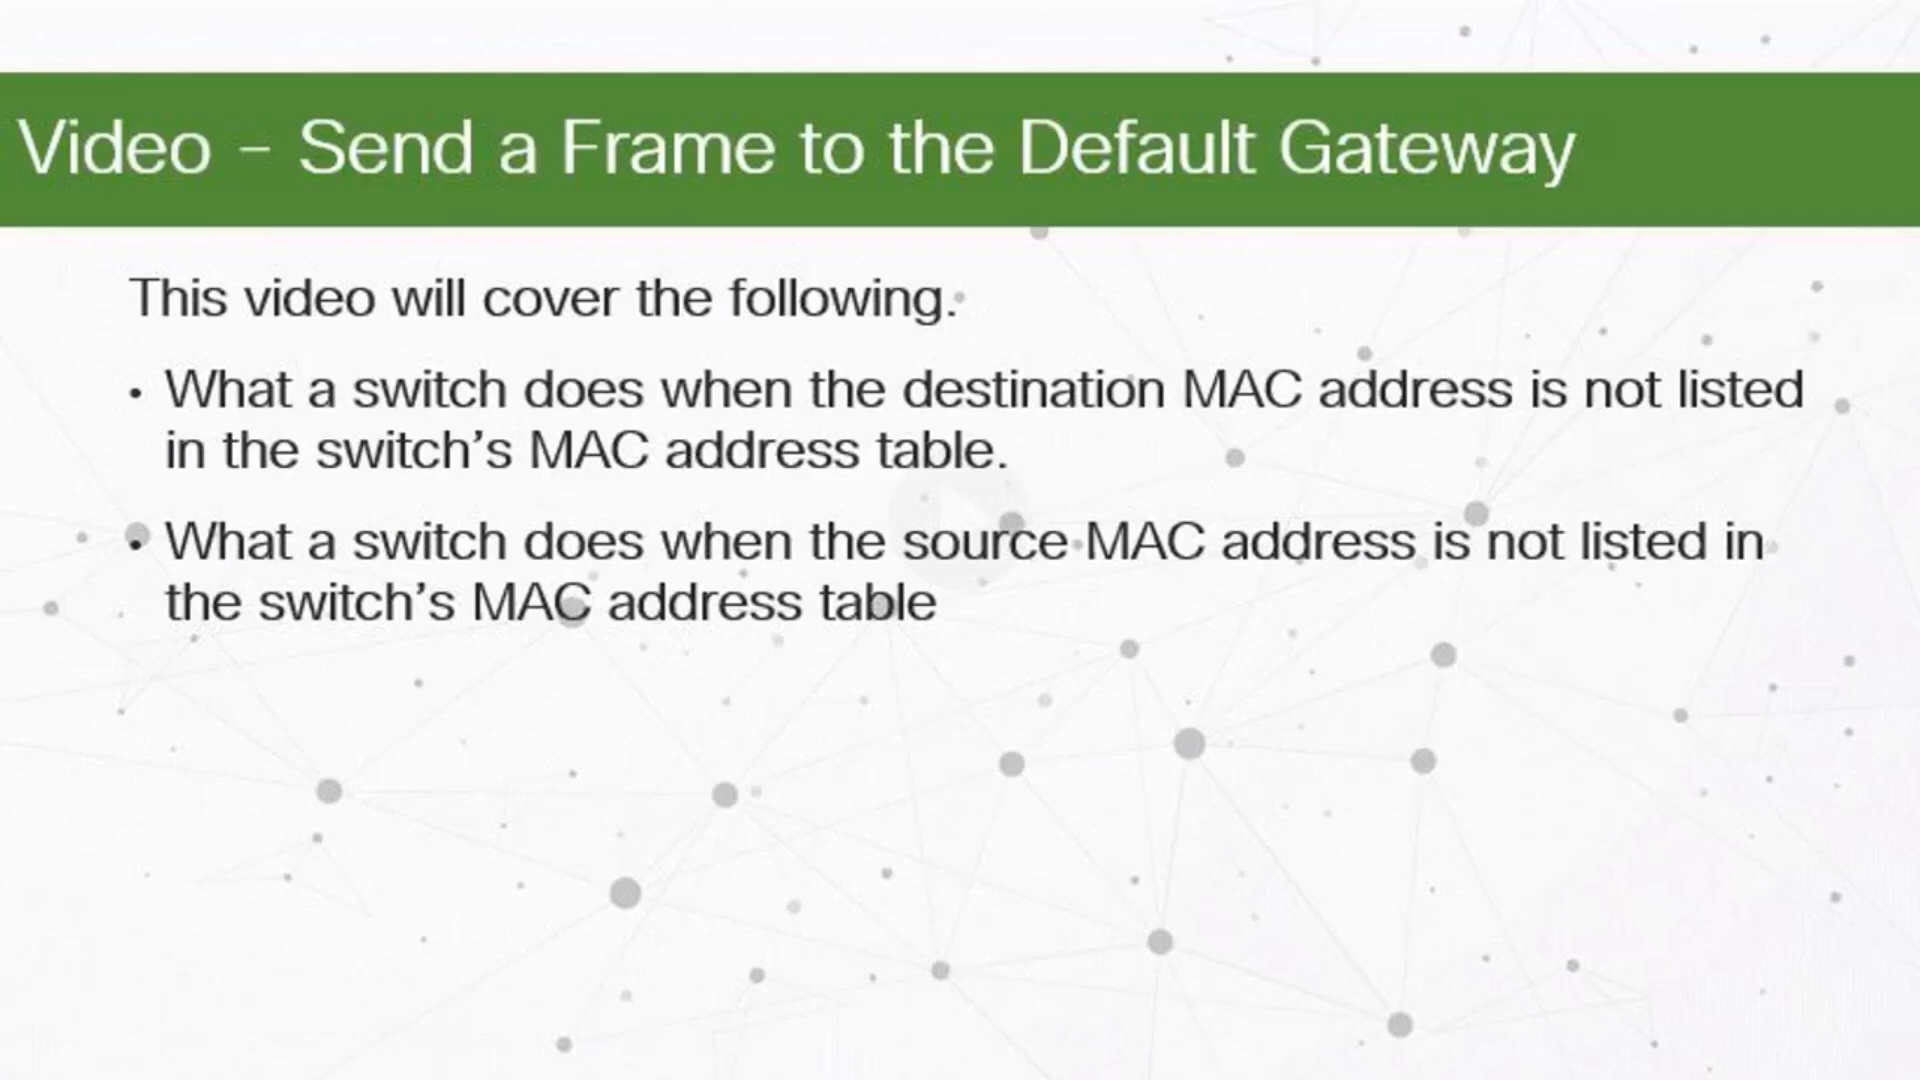 Video – Send a Frame to the Default Gateway
This video will cover the following.
• What a switch does when the destination MAC address is not listed
in the switch’s MAC address table.
• What a switch does when the source MAC address is not listed in
the switch’s MAC address table